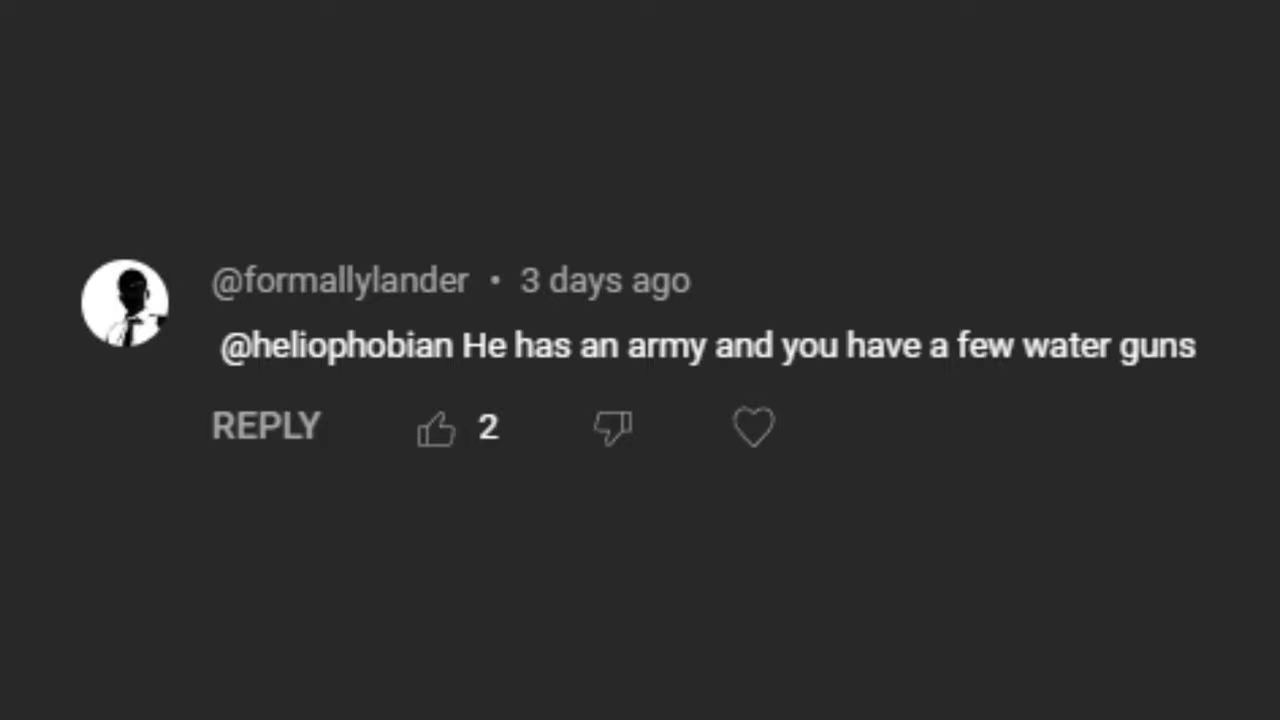 @formallylander • 3 days ago
@heliophobian He has an army and you have a few water guns
REPLY 2